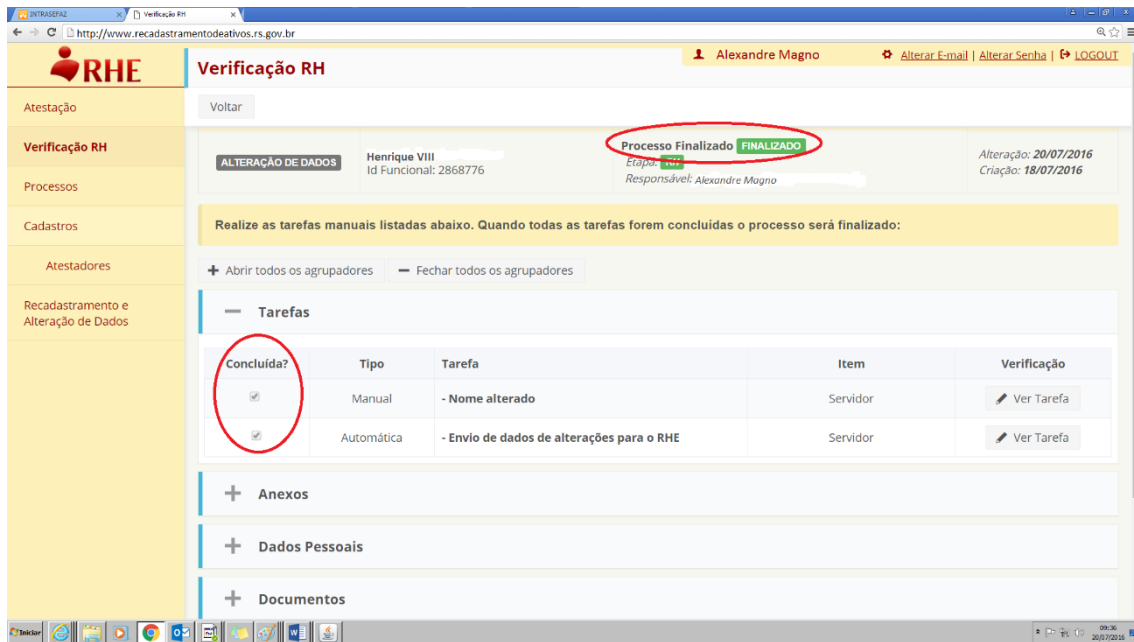 INTRASEFAZ
Verificação RH
http://www.recadastramentodeativos.rs.gov.br
RHE
Verificação RH
Alexandre Magno
Alterar E-mail | Alterar Senha | LOGOUT
Atestação
Verificação RH
Processos
Cadastros
Atestadores
Recadastramento e
Alteração de Dados
Voltar
ALTERAÇÃO DE DADOS
Henrique VIII
Id Funcional: 2868776
Processo Finalizado FINALIZADO
Etapa: RH
Responsável: Alexandre Magno
Alteração: 20/07/2016
Criação: 18/07/2016
Realize as tarefas manuais listadas abaixo. Quando todas as tarefas forem concluídas o processo será finalizado:
+ Abrir todos os agrupadores — Fechar todos os agrupadores
— Tarefas
Concluída? Tipo Tarefa Item Verificação
Manual - Nome alterado Servidor Ver Tarefa
Automática - Envio de dados de alterações para o RHE Servidor Ver Tarefa
+ Anexos
+ Dados Pessoais
+ Documentos
Iniciar
09:36
20/07/2016